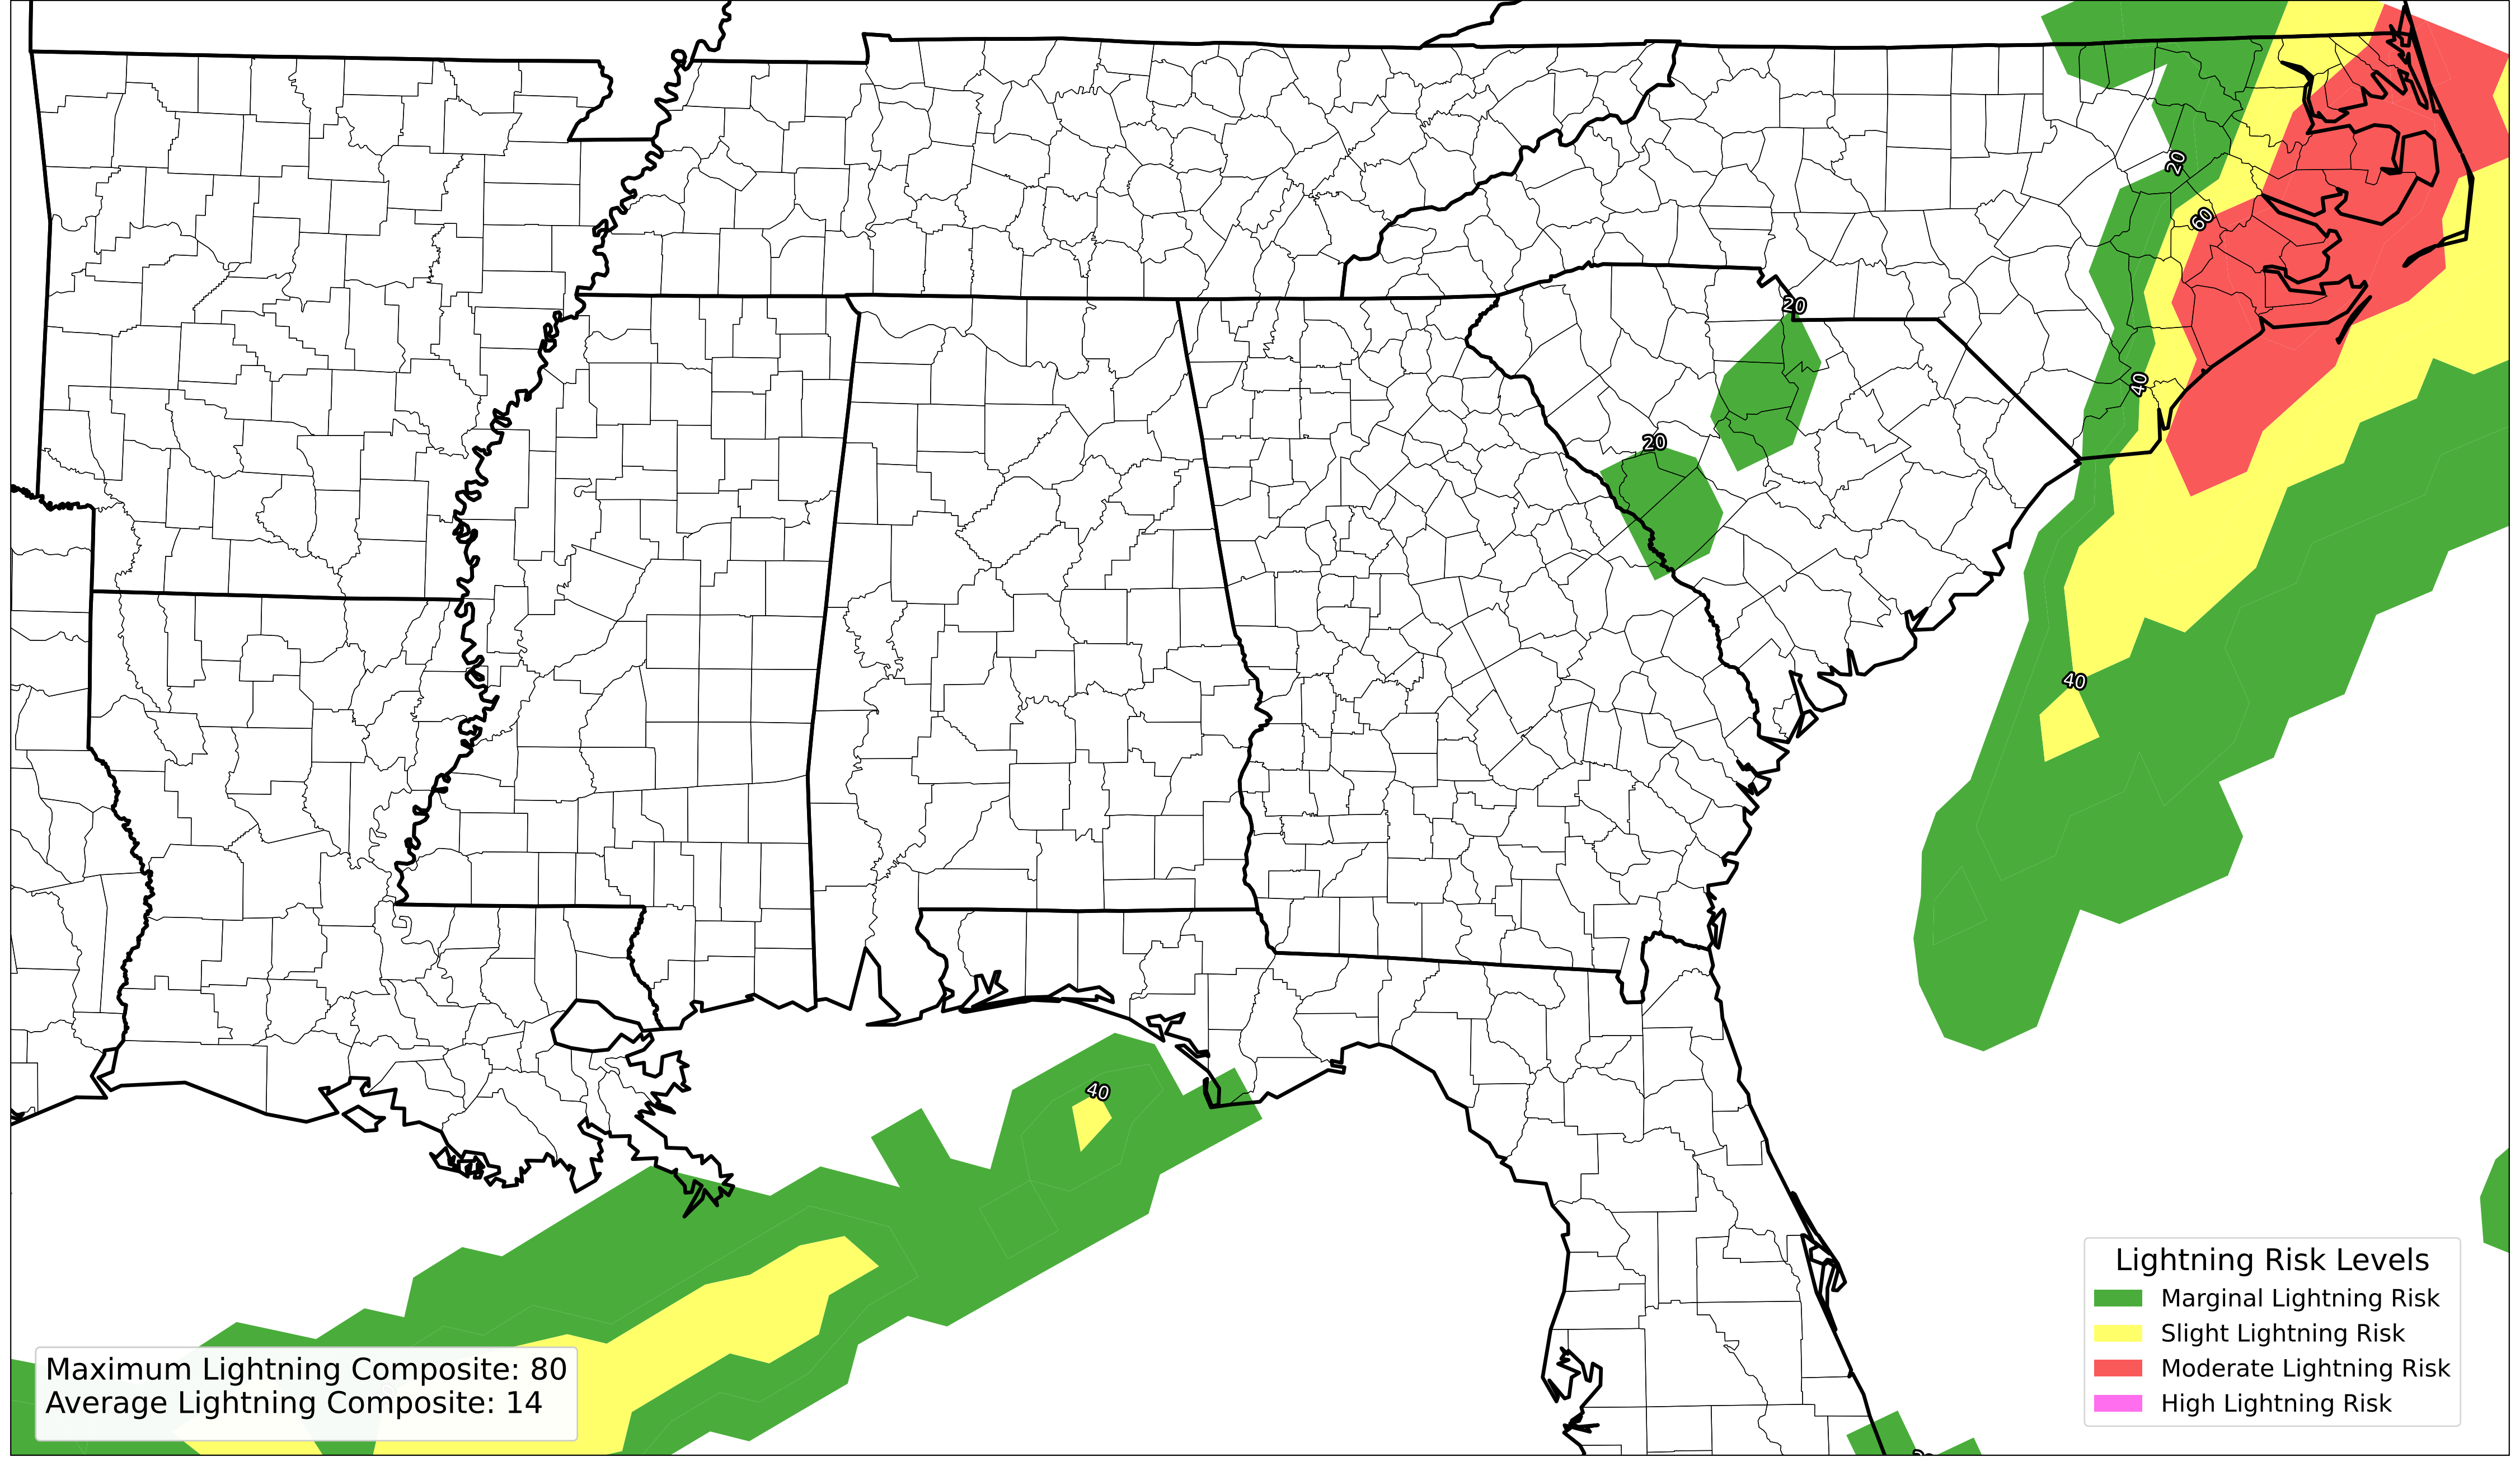 20
60
20
40
20
40
40
Maximum Lightning Composite: 80
Average Lightning Composite: 14
Lightning Risk Levels
Marginal Lightning Risk
Slight Lightning Risk
Moderate Lightning Risk
High Lightning Risk